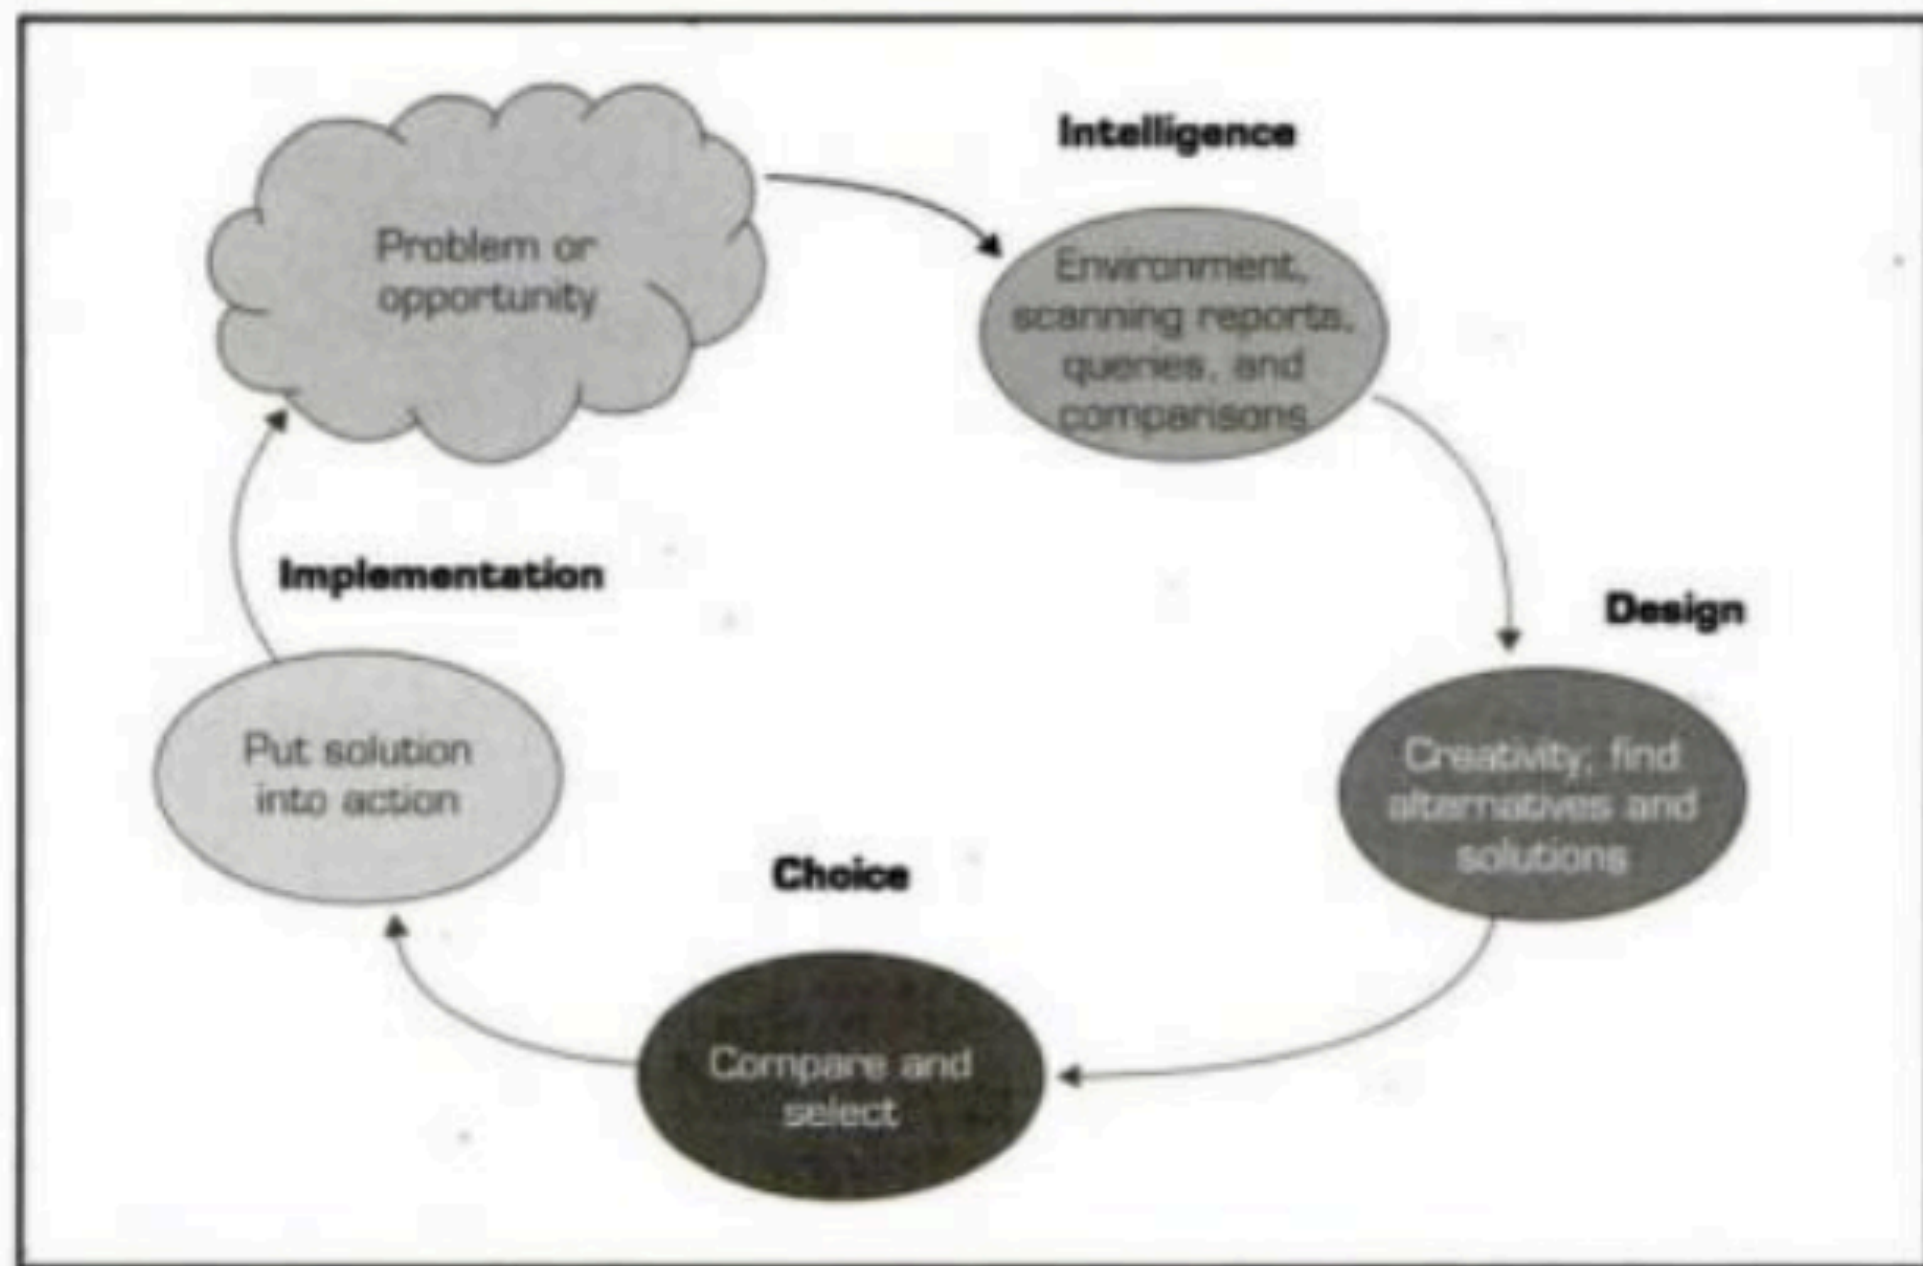 Problem or
opportunity
Intelligence
Environment,
scanning reports,
queries, and
comparisons
Design
Creativity; find
alternatives and
solutions
Choice
Compare and
select
Implementation
Put solution
into action